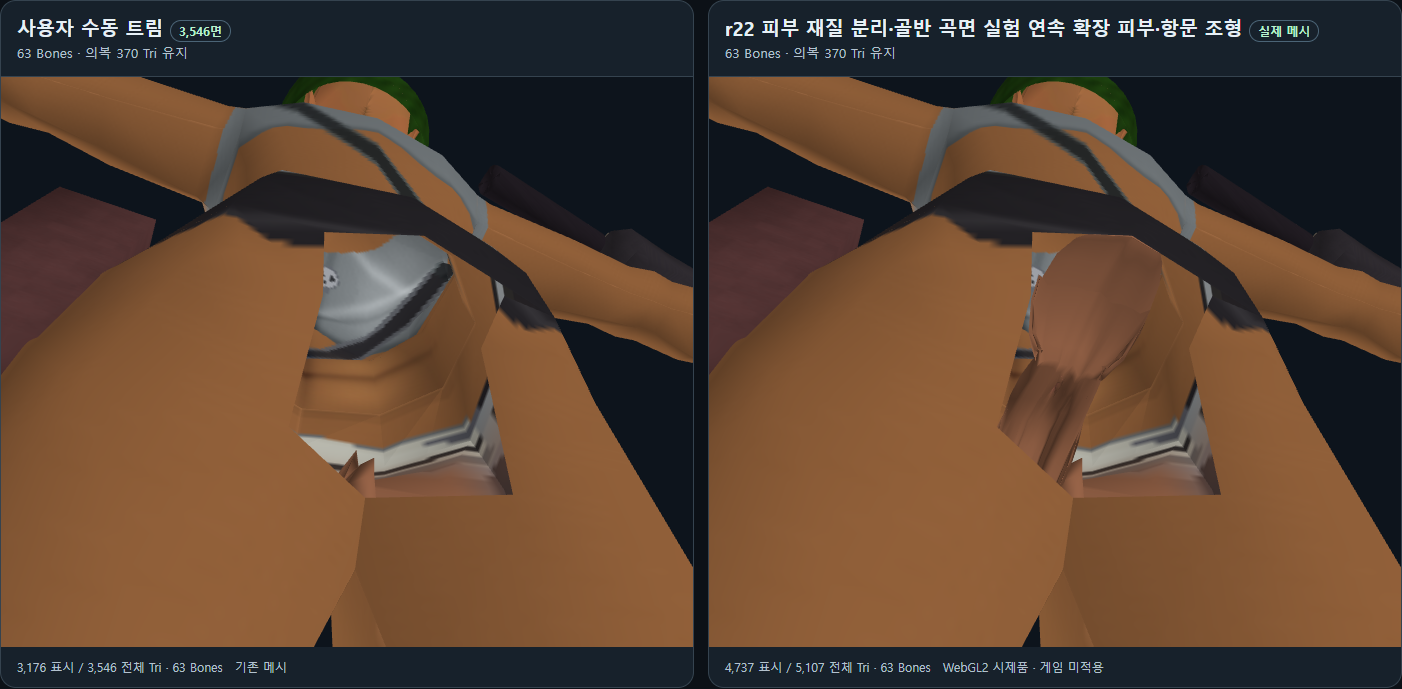 사용자 수동 트림 3,546면
63 Bones · 의복 370 Tri 유지
3,176 표시 / 3,546 전체 Tri · 63 Bones 기존 메시
r22 피부 재질 분리·골반 곡면 실험 연속 확장 피부·항문 조형 실제 메시
63 Bones · 의복 370 Tri 유지
4,737 표시 / 5,107 전체 Tri · 63 Bones WebGL2 시제품 · 게임 미적용